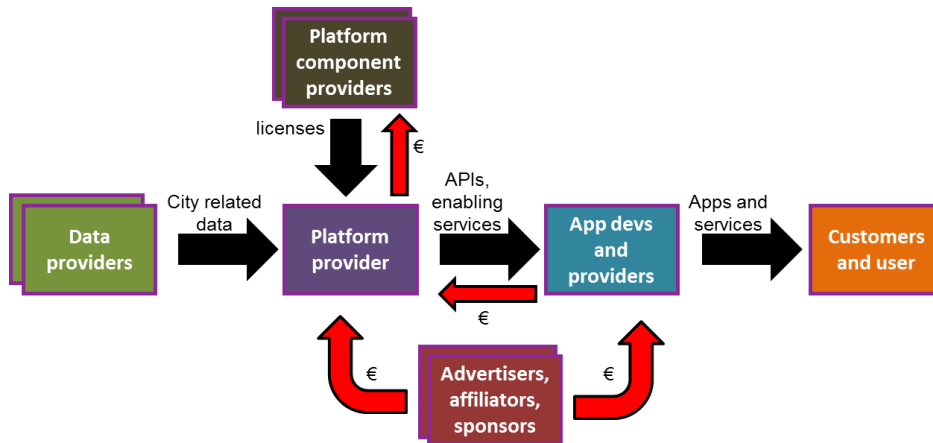 Platform
component
providers
licenses
€
City related
data
APIs,
enabling
services
Apps and
services
Data
providers
Platform
provider
App devs
and
providers
Customers
and user
€
€
€
Advertisers,
affiliators,
sponsors